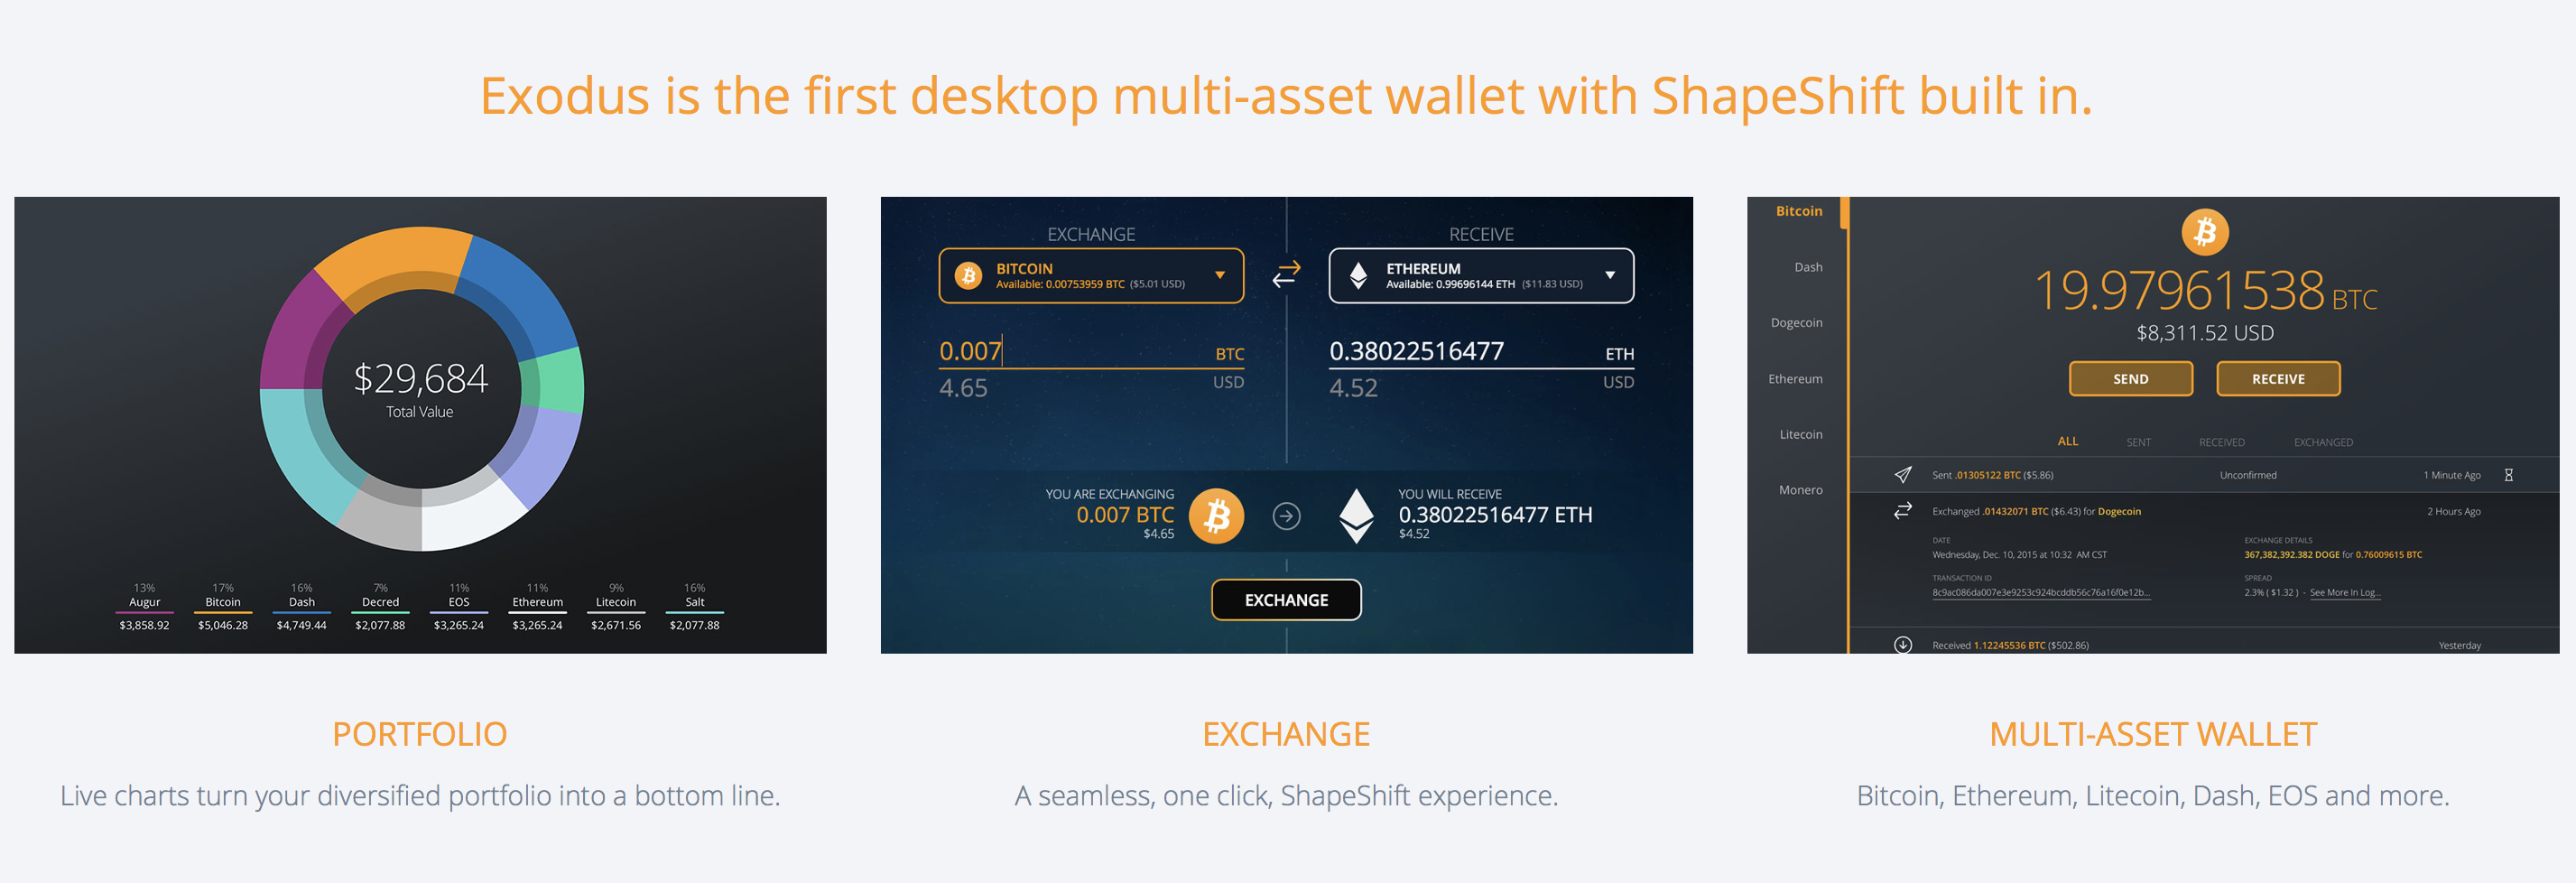 Exodus is the first desktop multi-asset wallet with ShapeShift built in.
$29,684
Total Value
13% 17% 16% 7% 11% 11% 9% 16%
Augur Bitcoin Dash Decred EOS Ethereum Litecoin Salt
$3,858.92 $5,046.28 $4,749.44 $2,077.88 $3,265.24 $3,265.24 $2,671.56 $2,077.88
PORTFOLIO
Live charts turn your diversified portfolio into a bottom line.
EXCHANGE RECEIVE
BITCOIN ETHEREUM
Available: 0.00753959 BTC ($5.01 USD) Available: 0.99696144 ETH ($11.83 USD)
0.007 BTC 0.38022516477 ETH
4.65 USD 4.52 USD
YOU ARE EXCHANGING YOU WILL RECEIVE
0.007 BTC 0.38022516477 ETH
$4.65 $4.52
EXCHANGE
EXCHANGE
A seamless, one click, ShapeShift experience.
Bitcoin
Dash
Dogecoin
Ethereum
Litecoin
Monero
19.97961538 BTC
$8,311.52 USD
SEND RECEIVE
ALL SENT RECEIVED EXCHANGED
Sent .01305122 BTC ($5.86) Unconfirmed 1 Minute Ago
Exchanged .01432071 BTC ($6.43) for Dogecoin 2 Hours Ago
DATE EXCHANGE DETAILS
Wednesday, Dec. 10, 2015 at 10:32 AM CST 367,382,392.382 DOGE for 0.76009615 BTC
TRANSACTION ID SPREAD
8c9ac086da007e3e9253c924bcddb56c76a16f0e12b... 2.3% ( $1.32 ) - See More In Log...
Received 1.12245536 BTC ($502.86) Yesterday
MULTI-ASSET WALLET
Bitcoin, Ethereum, Litecoin, Dash, EOS and more.